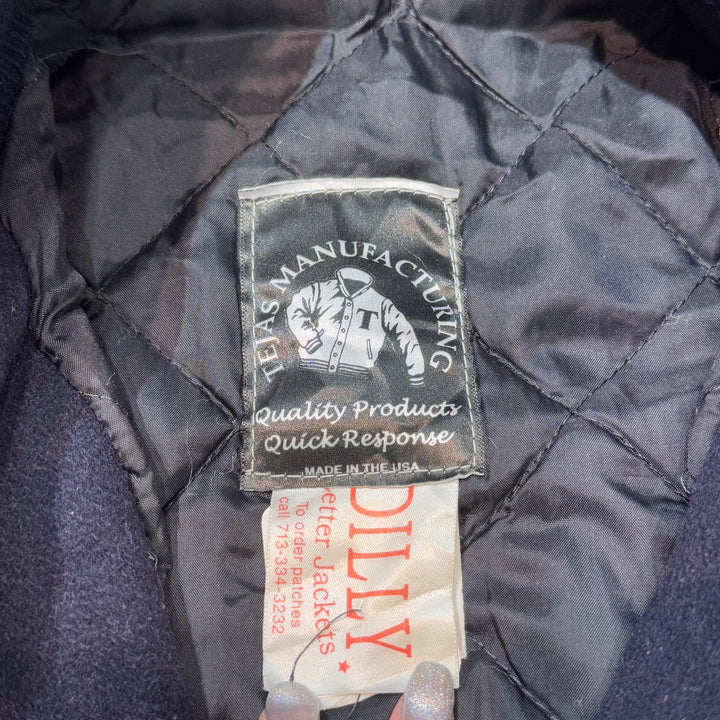 TEJAS MANUFACTURING
T
Quality Products
Quick Response
MADE IN THE USA
DILLY
Letter Jackets
To order patches
call 713-334-3232